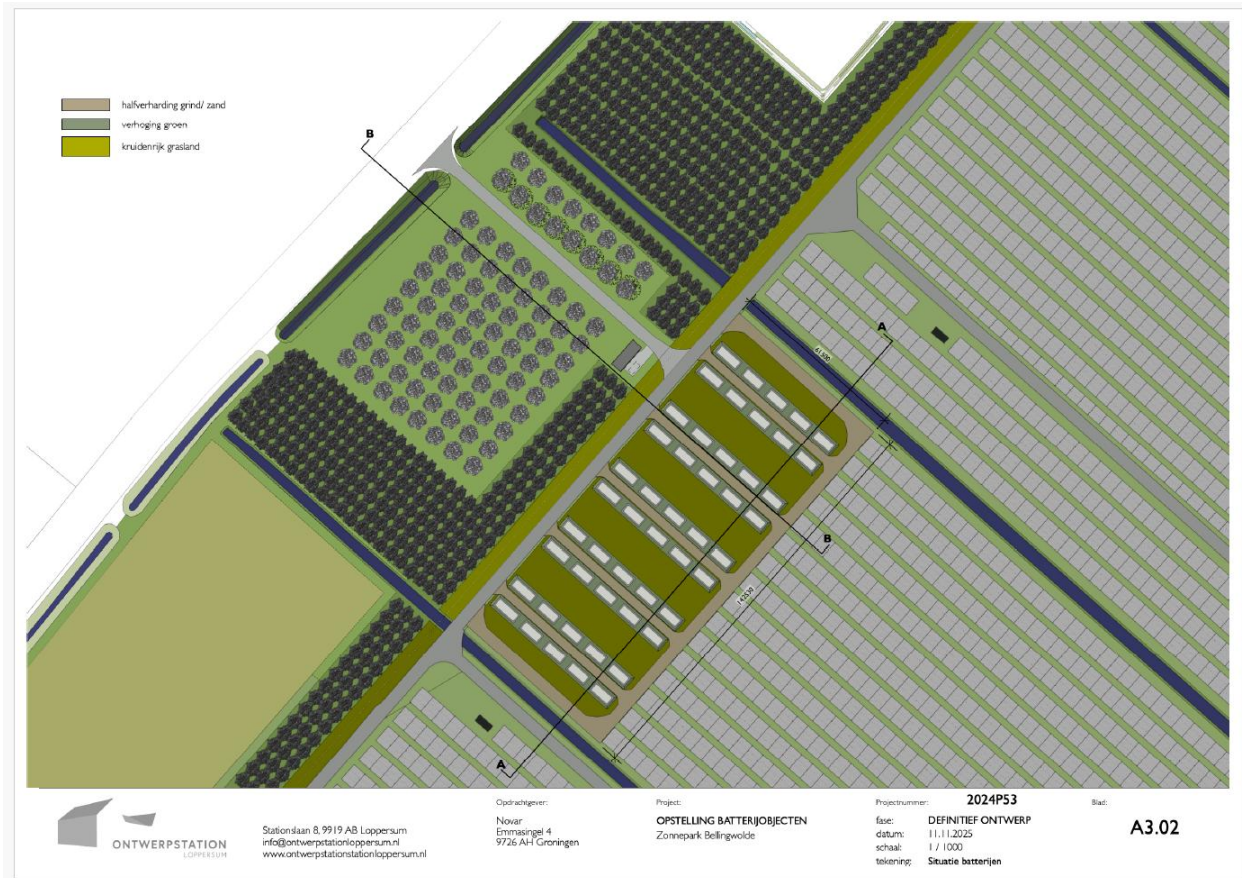 halfverharding grind/ zand
verhoging groen
kruidenrijk grasland
B
A
61300
B
142530
A
ONTWERPSTATION
LOPPERSUM
Stationslaan 8, 9919 AB Loppersum
info@ontwerpstationloppersum.nl
www.ontwerpstationstationloppersum.nl
Opdrachtgever:
Novar
Emmasingel 4
9726 AH Groningen
Project:
OPSTELLING BATTERIJOBJECTEN
Zonnepark Bellingwolde
Projectnummer: 2024P53
fase: DEFINITIEF ONTWERP
datum: 11.11.2025
schaal: 1 / 1000
tekening: Situatie batterijen
Blad:
A3.02